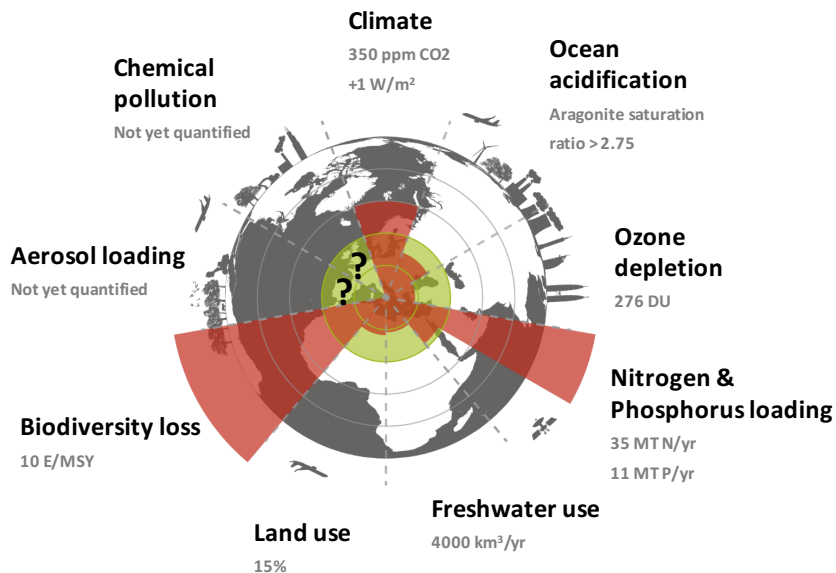 Climate
350 ppm CO2
+1 W/m²
Ocean
acidification
Aragonite saturation
ratio > 2.75
Chemical
pollution
Not yet quantified
Ozone
depletion
276 DU
Aerosol loading
Not yet quantified
?
?
Nitrogen &
Phosphorus loading
35 MT N/yr
11 MT P/yr
Biodiversity loss
10 E/MSY
Freshwater use
4000 km³/yr
Land use
15%